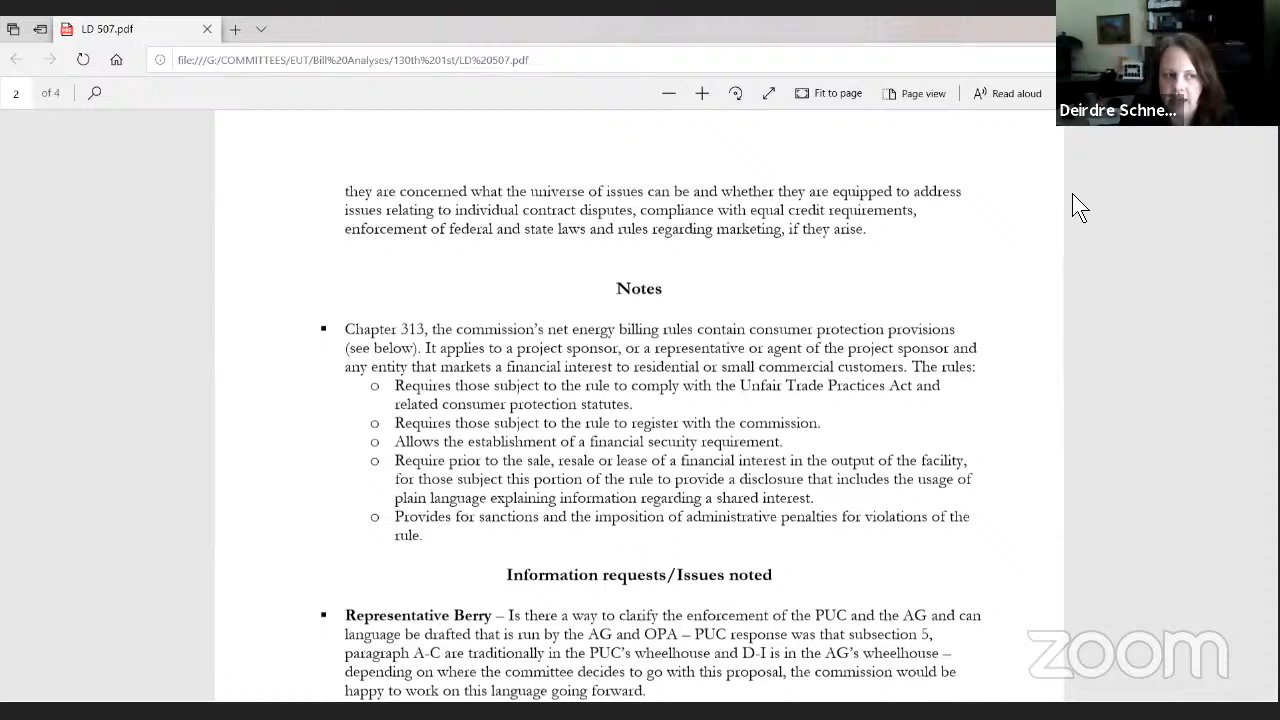 LD 507.pdf
file:///G:/COMMITTEES/EUT/Bill%20Analyses/130th%201st/LD%20507.pdf
2 of 4
Fit to page
Page view
Read aloud
Deirdre Schne...
they are concerned what the universe of issues can be and whether they are equipped to address
issues relating to individual contract disputes, compliance with equal credit requirements,
enforcement of federal and state laws and rules regarding marketing, if they arise.
Notes
▪ Chapter 313, the commission's net energy billing rules contain consumer protection provisions
(see below). It applies to a project sponsor, or a representative or agent of the project sponsor and
any entity that markets a financial interest to residential or small commercial customers. The rules:
o Requires those subject to the rule to comply with the Unfair Trade Practices Act and
related consumer protection statutes.
o Requires those subject to the rule to register with the commission.
o Allows the establishment of a financial security requirement.
o Require prior to the sale, resale or lease of a financial interest in the output of the facility,
for those subject this portion of the rule to provide a disclosure that includes the usage of
plain language explaining information regarding a shared interest.
o Provides for sanctions and the imposition of administrative penalties for violations of the
rule.
Information requests/Issues noted
▪ Representative Berry – Is there a way to clarify the enforcement of the PUC and the AG and can
language be drafted that is run by the AG and OPA – PUC response was that subsection 5,
paragraph A-C are traditionally in the PUC's wheelhouse and D-I is in the AG's wheelhouse –
depending on where the committee decides to go with this proposal, the commission would be
happy to work on this language going forward.
zoom